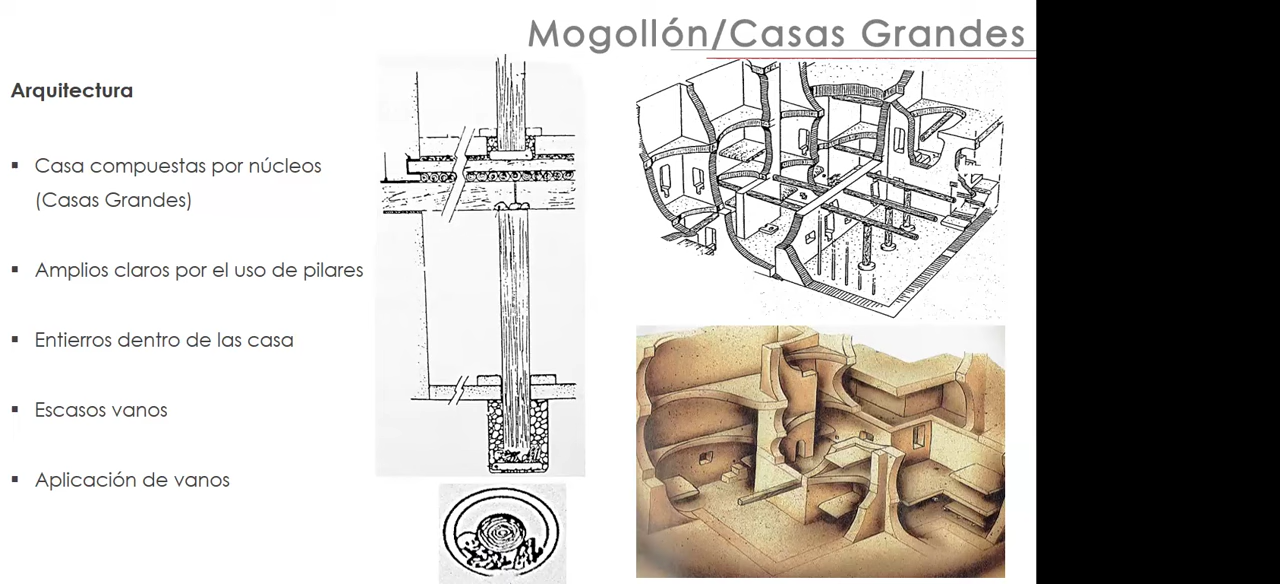 Mogollón/Casas Grandes
Arquitectura
▪ Casa compuestas por núcleos
(Casas Grandes)
▪ Amplios claros por el uso de pilares
▪ Entierros dentro de las casa
▪ Escasos vanos
▪ Aplicación de vanos